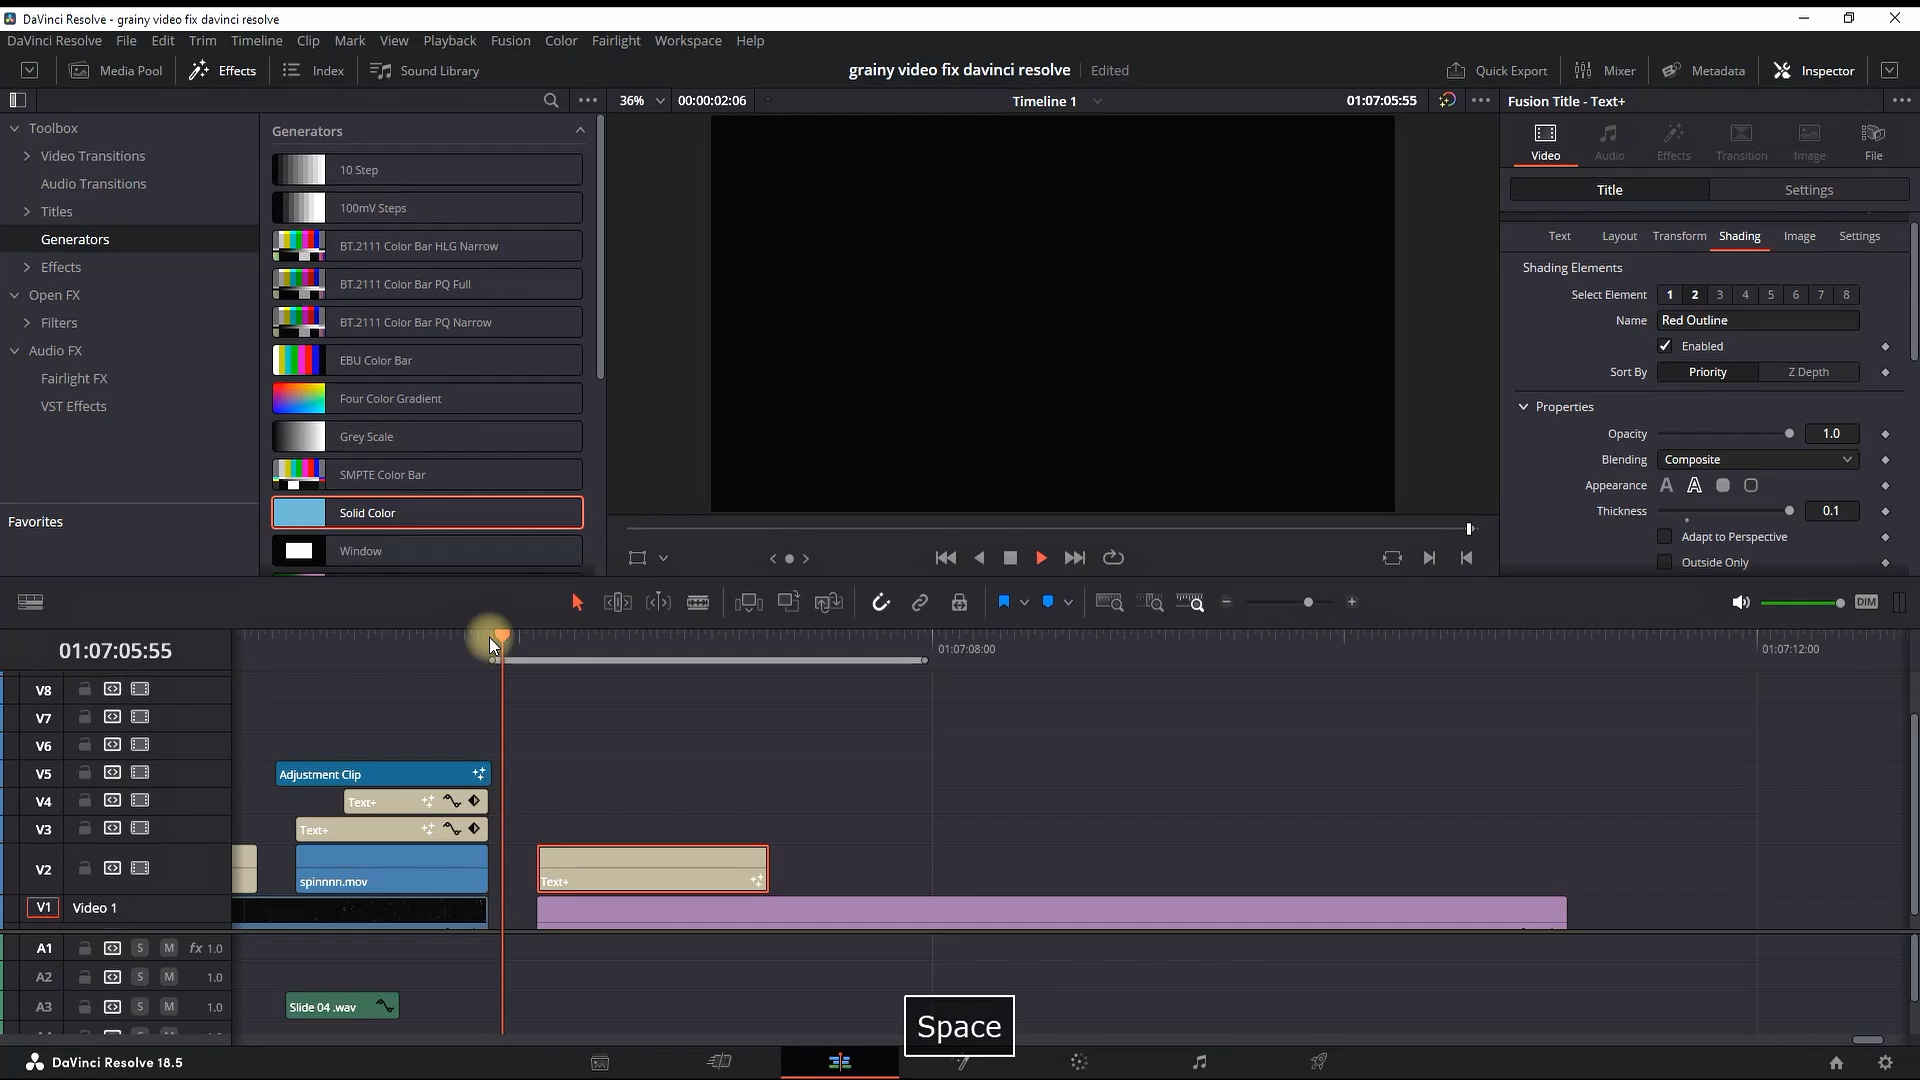 DaVinci Resolve - grainy video fix davinci resolve
DaVinci Resolve File Edit Trim Timeline Clip Mark View Playback Fusion Color Fairlight Workspace Help
Media Pool Effects Index Sound Library
grainy video fix davinci resolve Edited
Quick Export Mixer Metadata Inspector
36% 00:00:02:06 Timeline 1 01:07:05:55
Fusion Title - Text+
Toolbox
Video Transitions
Audio Transitions
Titles
Generators
Effects
Open FX
Filters
Audio FX
Fairlight FX
VST Effects
Favorites
Generators
10 Step
100mV Steps
BT.2111 Color Bar HLG Narrow
BT.2111 Color Bar PQ Full
BT.2111 Color Bar PQ Narrow
EBU Color Bar
Four Color Gradient
Grey Scale
SMPTE Color Bar
Solid Color
Window
Video Audio Effects Transition Image File
Title Settings
Text Layout Transform Shading Image Settings
Shading Elements
Select Element 1 2 3 4 5 6 7 8
Name Red Outline
Enabled
Sort By Priority Z Depth
Properties
Opacity 1.0
Blending Composite
Appearance A A
Thickness 0.1
Adapt to Perspective
Outside Only
DIM
01:07:05:55
01:07:08:00
01:07:12:00
V8
V7
V6
V5 Adjustment Clip
V4 Text+
V3 Text+
V2 spinnnn.mov Text+
V1 Video 1
A1 S M fx 1.0
A2 S M 1.0
A3 S M 1.0 Slide 04 .wav
Space
DaVinci Resolve 18.5